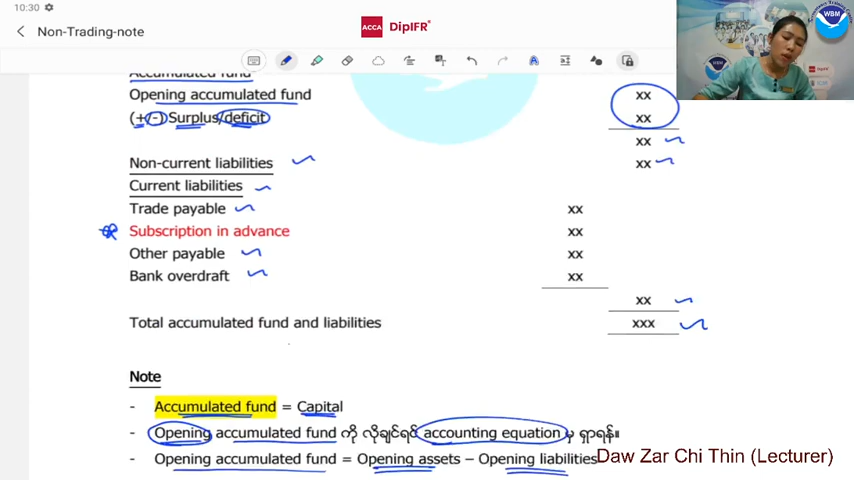 10:30
Non-Trading-note
ACCA DipIFR
WBM
Accumulated fund
Opening accumulated fund xx
(+/-) Surplus/deficit xx
xx
Non-current liabilities xx
Current liabilities
Trade payable xx
Subscription in advance xx
Other payable xx
Bank overdraft xx
xx
Total accumulated fund and liabilities xxx
Note
- Accumulated fund = Capital
- Opening accumulated fund ကို လိုချင်ရင် accounting equation မှ ရှာရန်။
- Opening accumulated fund = Opening assets – Opening liabilities
Daw Zar Chi Thin (Lecturer)